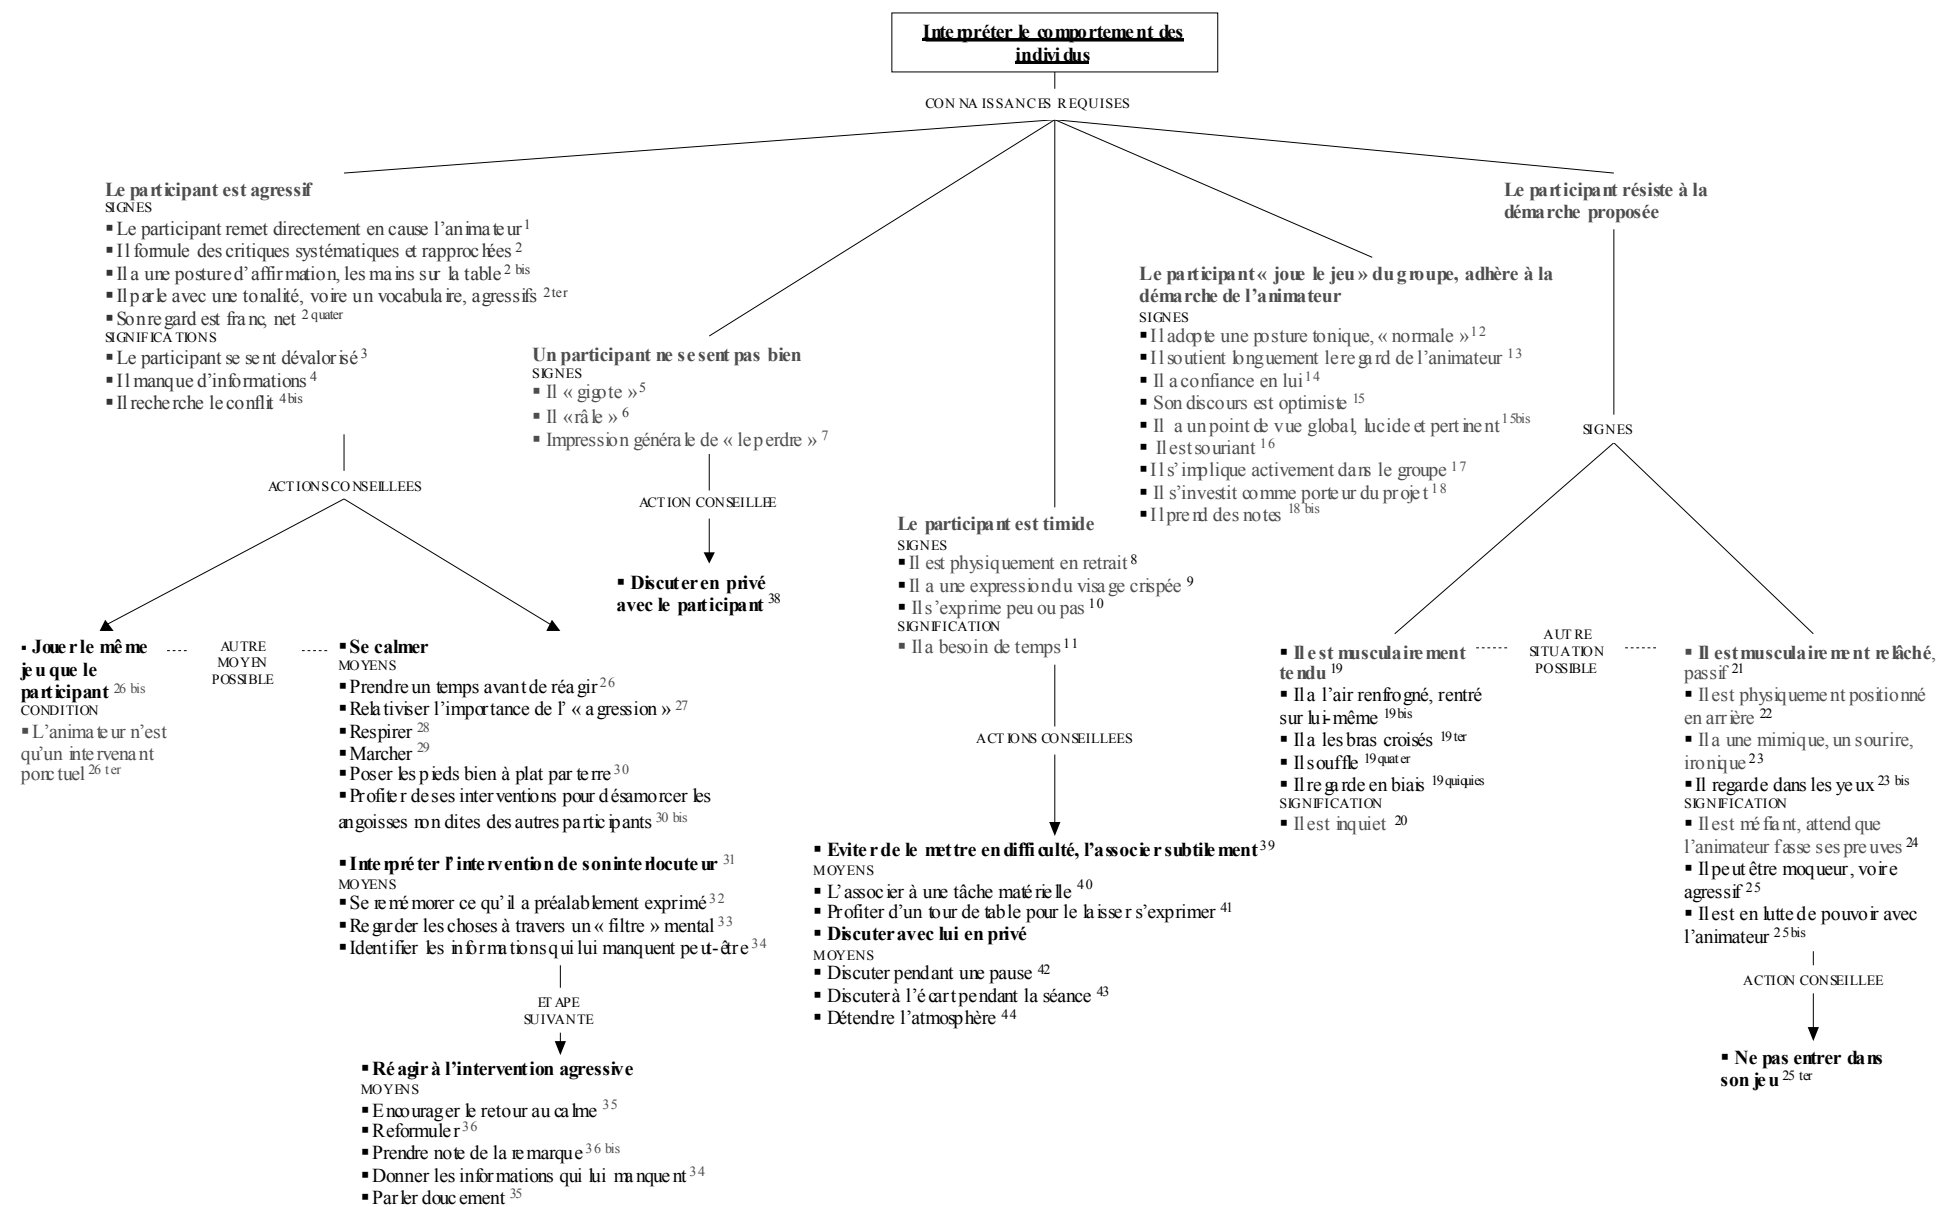 Interpréter le comportement des
individus
CONNAISSANCES REQUISES
Le participant est agressif
SIGNES
▪ Le participant remet directement en cause l'animateur 1
▪ Il formule des critiques systématiques et rapprochées 2
▪ Il a une posture d'affirmation, les mains sur la table 2 bis
▪ Il parle avec une tonalité, voire un vocabulaire, agressifs 2 ter
▪ Son regard est franc, net 2 quater
SIGNIFICATIONS
▪ Le participant se sent dévalorisé 3
▪ Il manque d'informations 4
▪ Il recherche le conflit 4 bis
ACTIONS CONSEILLEES
▪ Jouer le même
jeu que le
participant 26 bis
CONDITION
▪ L'animateur n'est
qu'un intervenant
ponctuel 26 ter
AUTRE
MOYEN
POSSIBLE
▪ Se calmer
MOYENS
▪ Prendre un temps avant de réagir 26
▪ Relativiser l'importance de l' « agression » 27
▪ Respirer 28
▪ Marcher 29
▪ Poser les pieds bien à plat par terre 30
▪ Profiter de ses interventions pour désamorcer les
angoisses non dites des autres participants 30 bis
▪ Interpréter l'intervention de son interlocuteur 31
MOYENS
▪ Se remémorer ce qu'il a préalablement exprimé 32
▪ Regarder les choses à travers un « filtre » mental 33
▪ Identifier les informations qui lui manquent peut-être 34
ETAPE
SUIVANTE
▪ Réagir à l'intervention agressive
MOYENS
▪ Encourager le retour au calme 35
▪ Reformuler 36
▪ Prendre note de la remarque 36 bis
▪ Donner les informations qui lui manquent 34
▪ Parler doucement 35
Un participant ne se sent pas bien
SIGNES
▪ Il « gigote » 5
▪ Il « râle » 6
▪ Impression générale de « le perdre » 7
ACTION CONSEILLEE
▪ Discuter en privé
avec le participant 38
Le participant est timide
SIGNES
▪ Il est physiquement en retrait 8
▪ Il a une expression du visage crispée 9
▪ Il s'exprime peu ou pas 10
SIGNIFICATION
▪ Il a besoin de temps 11
ACTIONS CONSEILLEES
▪ Eviter de le mettre en difficulté, l'associer subtilement 39
MOYENS
▪ L'associer à une tâche matérielle 40
▪ Profiter d'un tour de table pour le laisser s'exprimer 41
▪ Discuter avec lui en privé
MOYENS
▪ Discuter pendant une pause 42
▪ Discuter à l'écart pendant la séance 43
▪ Détendre l'atmosphère 44
Le participant « joue le jeu » du groupe, adhère à la
démarche de l'animateur
SIGNES
▪ Il adopte une posture tonique, « normale » 12
▪ Il soutient longuement le regard de l'animateur 13
▪ Il a confiance en lui 14
▪ Son discours est optimiste 15
▪ Il a un point de vue global, lucide et pertinent 15bis
▪ Il est souriant 16
▪ Il s'implique activement dans le groupe 17
▪ Il s'investit comme porteur du projet 18
▪ Il prend des notes 18 bis
Le participant résiste à la
démarche proposée
SIGNES
▪ Il est musculairement
tendu 19
▪ Il a l'air renfrogné, rentré
sur lui-même 19 bis
▪ Il a les bras croisés 19 ter
▪ Il souffle 19 quater
▪ Il regarde en biais 19 quiquies
SIGNIFICATION
▪ Il est inquiet 20
AUTRE
SITUATION
POSSIBLE
▪ Il est musculairement relâché,
passif 21
▪ Il est physiquement positionné
en arrière 22
▪ Il a une mimique, un sourire,
ironique 23
▪ Il regarde dans les yeux 23 bis
SIGNIFICATION
▪ Il est méfiant, attend que
l'animateur fasse ses preuves 24
▪ Il peut être moqueur, voire
agressif 25
▪ Il est en lutte de pouvoir avec
l'animateur 25 bis
ACTION CONSEILLEE
▪ Ne pas entrer dans
son jeu 25 ter